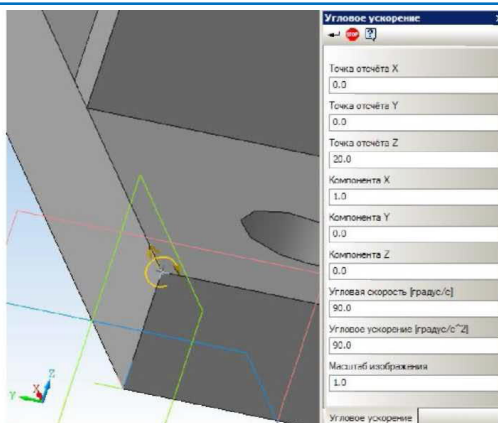 Угловое ускорение
STOP
Точка отсчёта X
0.0
Точка отсчёта Y
0.0
Точка отсчёта Z
20.0
Компонента X
1.0
Компонента Y
0.0
Компонента Z
0.0
Угловая скорость [градус/с]
90.0
Угловое ускорение [градус/с^2]
90.0
Масштаб изображения
1.0
Угловое ускорение
Z
X
Y